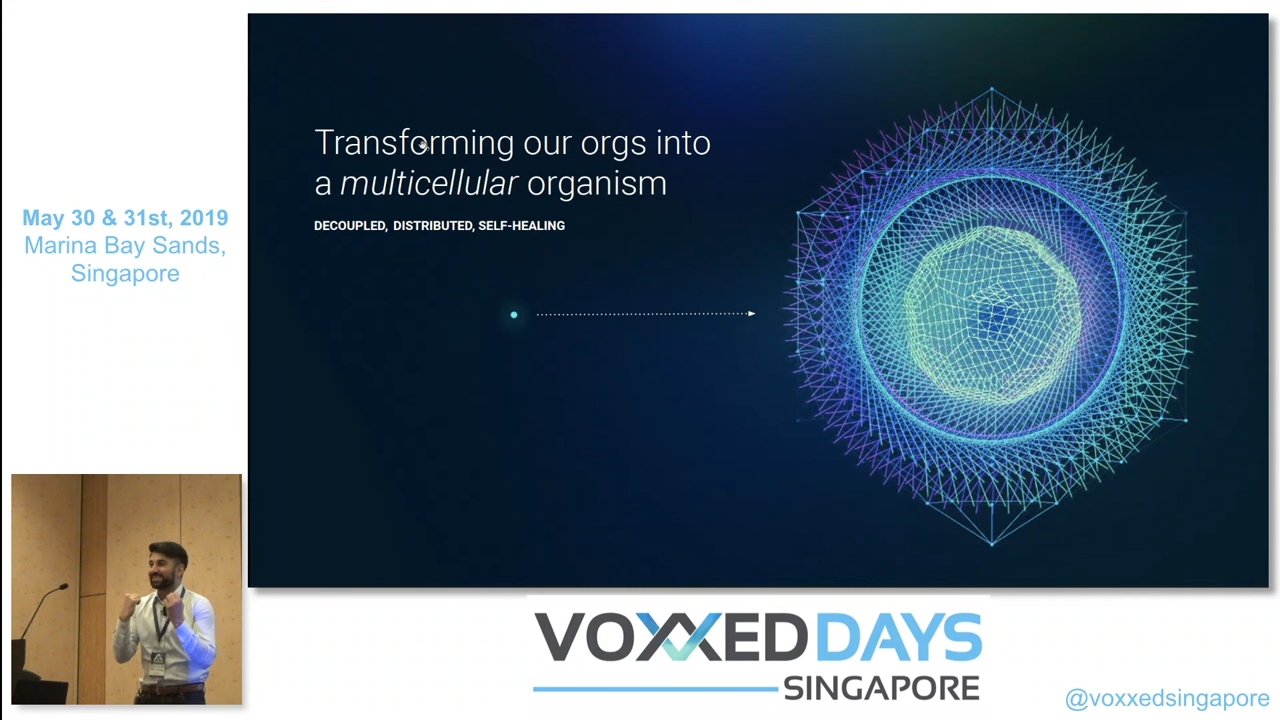 May 30 & 31st, 2019
Marina Bay Sands,
Singapore
Transforming our orgs into
a multicellular organism
DECOUPLED, DISTRIBUTED, SELF-HEALING
VOXXED DAYS
SINGAPORE
@voxxedsingapore